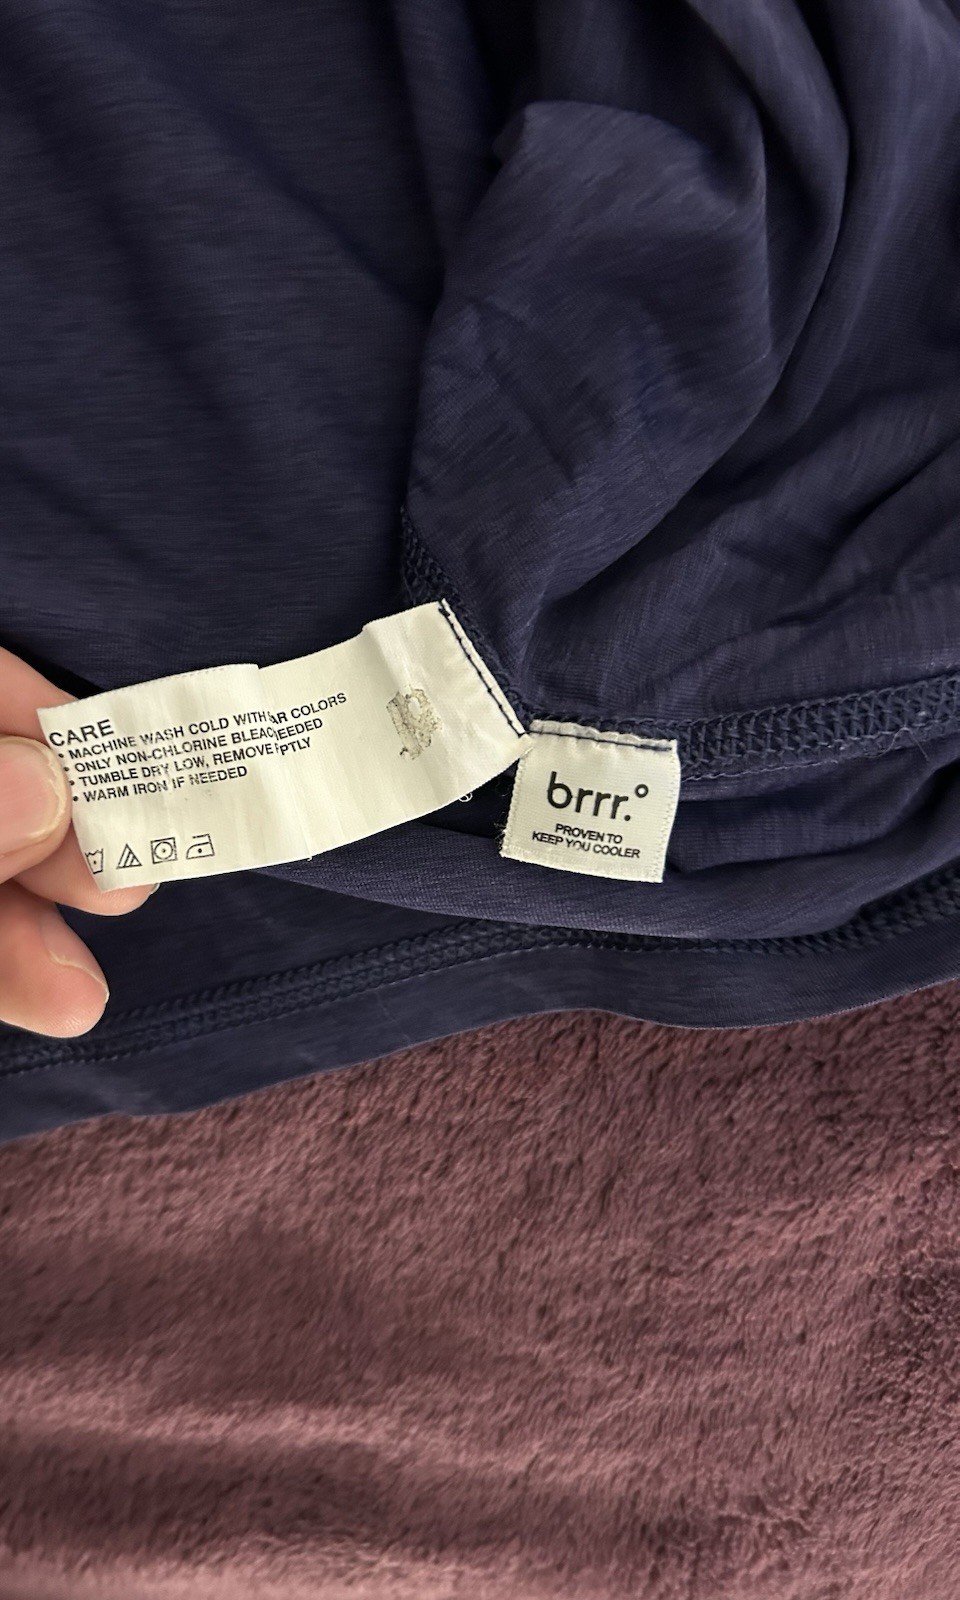 CARE
• MACHINE WASH COLD WITH AR COLORS
• ONLY NON-CHLORINE BLEAC EEDED
• TUMBLE DRY LOW, REMOVE PTLY
• WARM IRON IF NEEDED
brrr.°
PROVEN TO
KEEP YOU COOLER